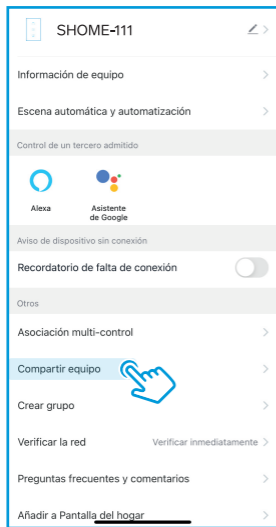 SHOME-111
Información de equipo
Escena automática y automatización
Control de un tercero admitido
Alexa
Asistente
de Google
Aviso de dispositivo sin conexión
Recordatorio de falta de conexión
Otros
Asociación multi-control
Compartir equipo
Crear grupo
Verificar la red Verificar inmediatamente
Preguntas frecuentes y comentarios
Añadir a Pantalla del hogar